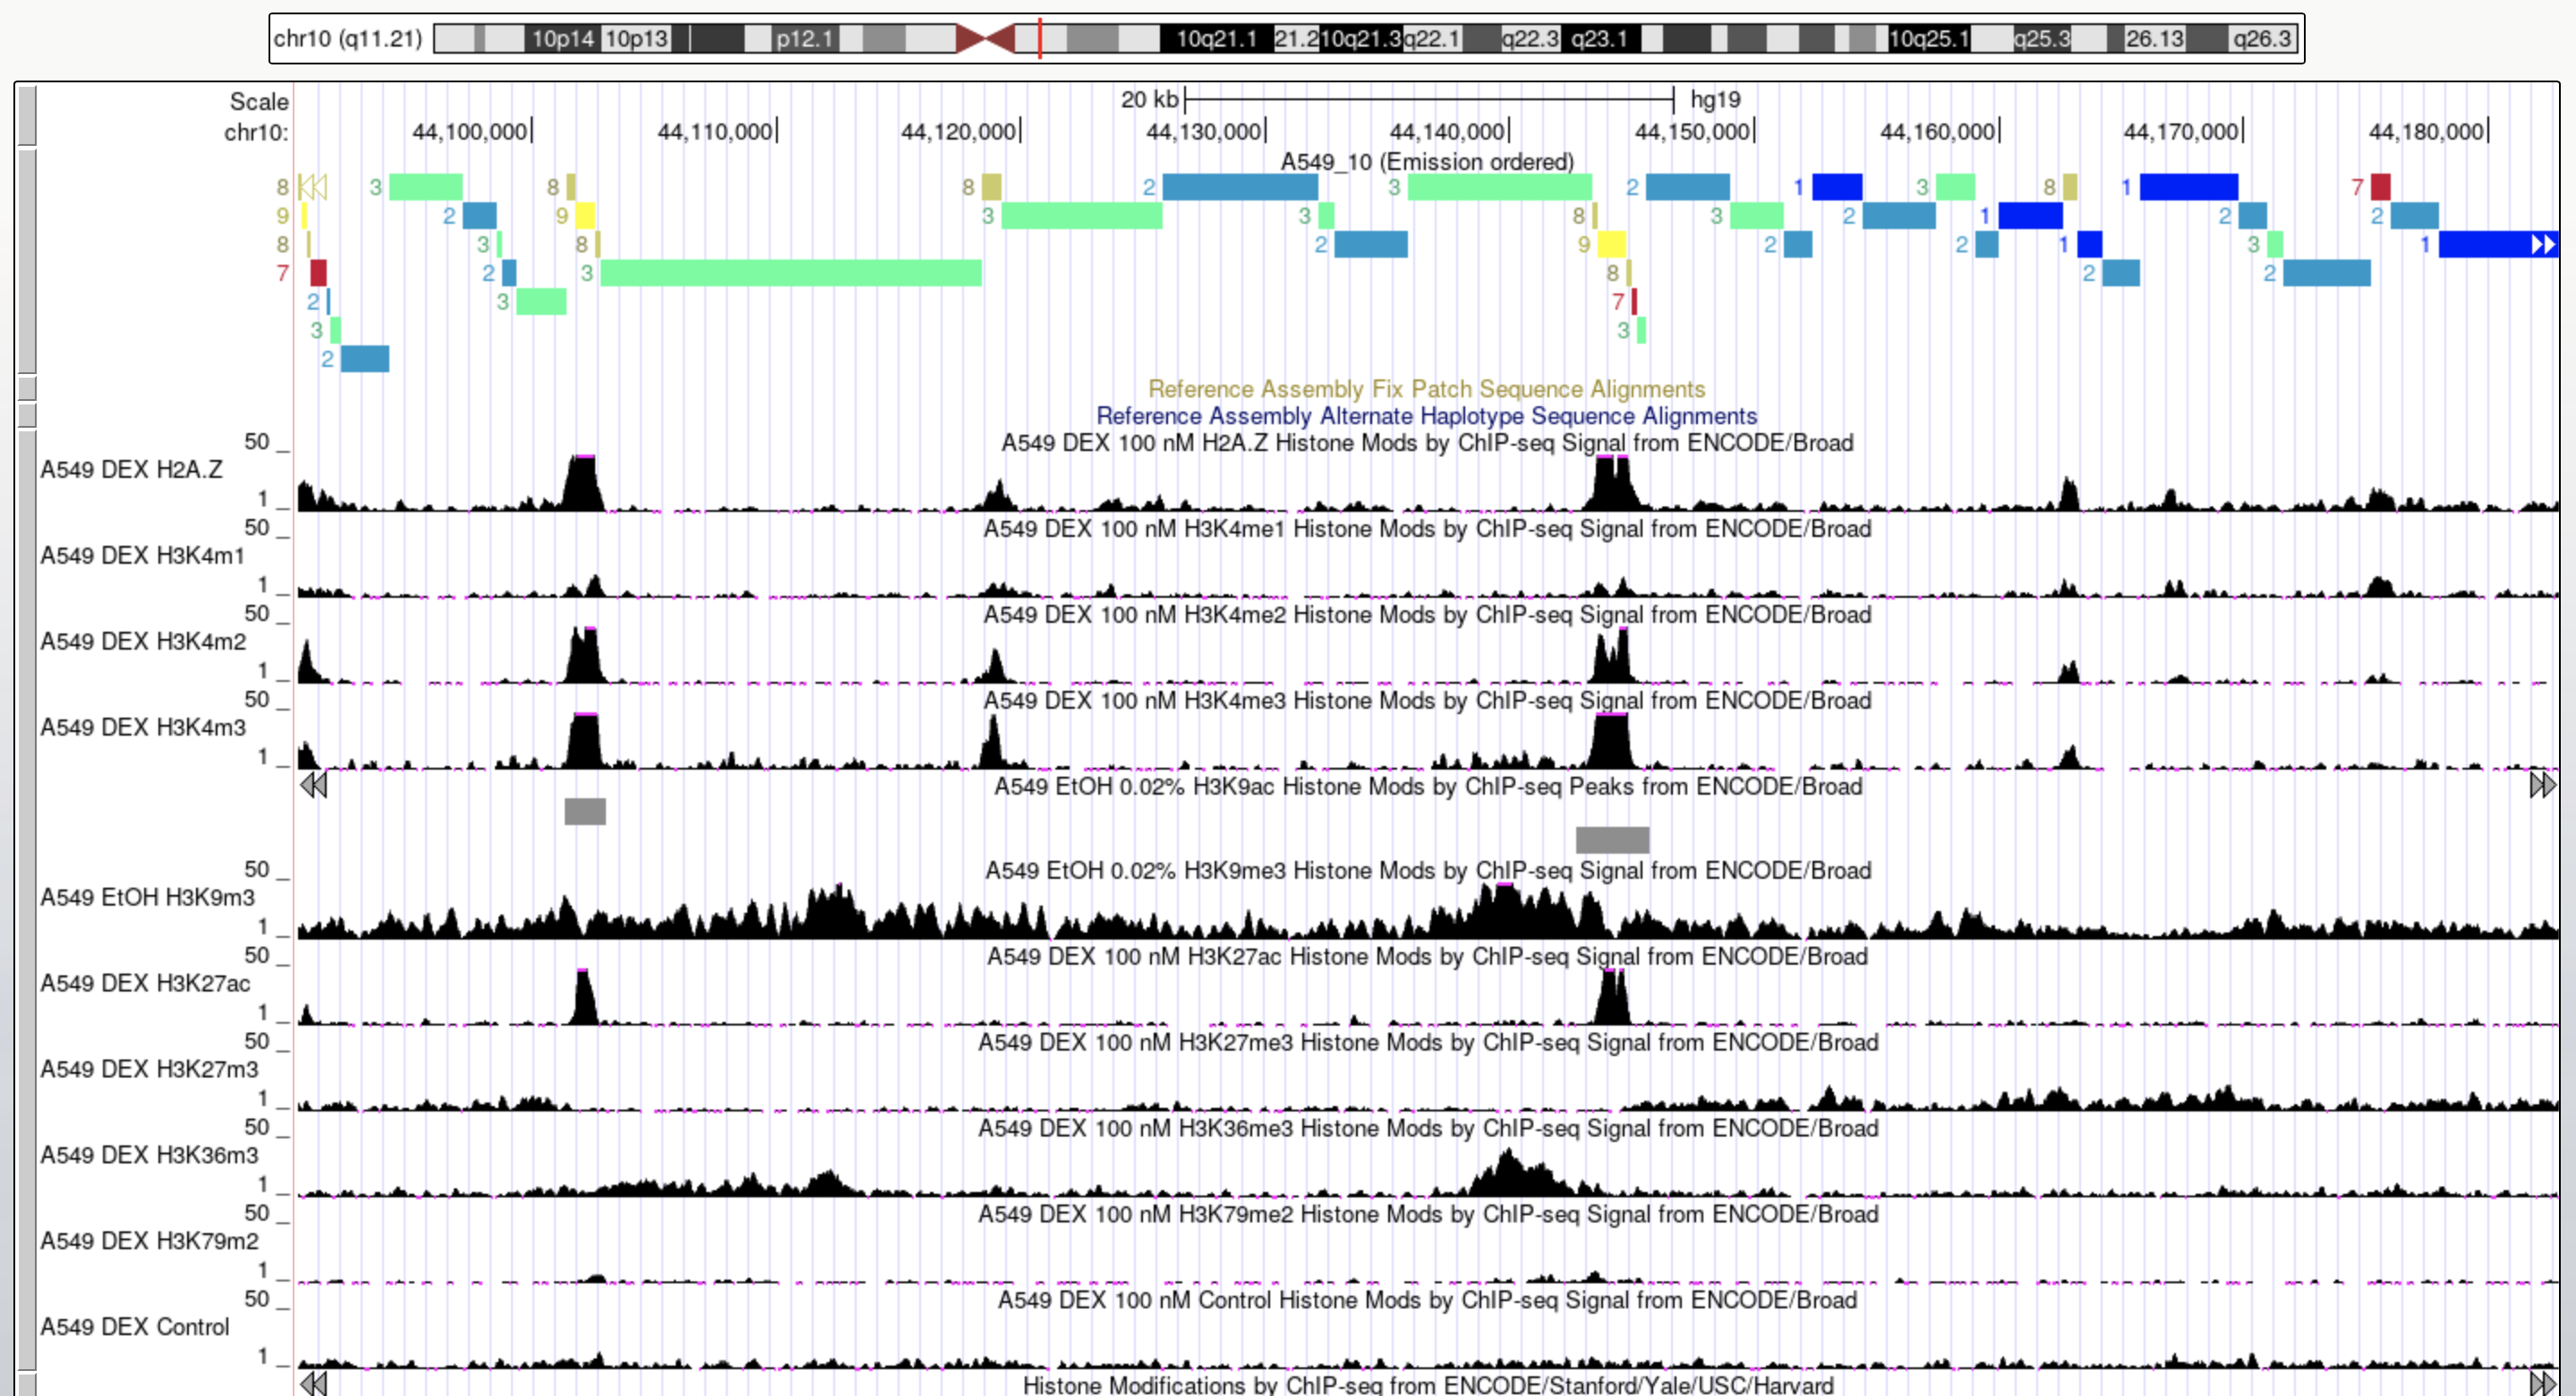 chr10 (q11.21) 10p14 10p13 p12.1 10q21.1 21.2 10q21.3 q22.1 q22.3 q23.1 10q25.1 q25.3 26.13 q26.3
Scale 20 kb hg19
chr10: 44,100,000 44,110,000 44,120,000 44,130,000 44,140,000 44,150,000 44,160,000 44,170,000 44,180,000
A549_10 (Emission ordered)
8 3 8 8 2 3 2 1 3 8 1 7
9 2 9 3 3 8 3 2 1 2 2
8 3 8 2 9 2 2 1 3 1
7 2 3 8 2 2
2 3 7
3 3
2
Reference Assembly Fix Patch Sequence Alignments
Reference Assembly Alternate Haplotype Sequence Alignments
50 A549 DEX 100 nM H2A.Z Histone Mods by ChIP-seq Signal from ENCODE/Broad
A549 DEX H2A.Z
1
50 A549 DEX 100 nM H3K4me1 Histone Mods by ChIP-seq Signal from ENCODE/Broad
A549 DEX H3K4m1
1
50 A549 DEX 100 nM H3K4me2 Histone Mods by ChIP-seq Signal from ENCODE/Broad
A549 DEX H3K4m2
1
50 A549 DEX 100 nM H3K4me3 Histone Mods by ChIP-seq Signal from ENCODE/Broad
A549 DEX H3K4m3
1
A549 EtOH 0.02% H3K9ac Histone Mods by ChIP-seq Peaks from ENCODE/Broad
50 A549 EtOH 0.02% H3K9me3 Histone Mods by ChIP-seq Signal from ENCODE/Broad
A549 EtOH H3K9m3
1
50 A549 DEX 100 nM H3K27ac Histone Mods by ChIP-seq Signal from ENCODE/Broad
A549 DEX H3K27ac
1
50 A549 DEX 100 nM H3K27me3 Histone Mods by ChIP-seq Signal from ENCODE/Broad
A549 DEX H3K27m3
1
50 A549 DEX 100 nM H3K36me3 Histone Mods by ChIP-seq Signal from ENCODE/Broad
A549 DEX H3K36m3
1
50 A549 DEX 100 nM H3K79me2 Histone Mods by ChIP-seq Signal from ENCODE/Broad
A549 DEX H3K79m2
1
50 A549 DEX 100 nM Control Histone Mods by ChIP-seq Signal from ENCODE/Broad
A549 DEX Control
1
Histone Modifications by ChIP-seq from ENCODE/Stanford/Yale/USC/Harvard